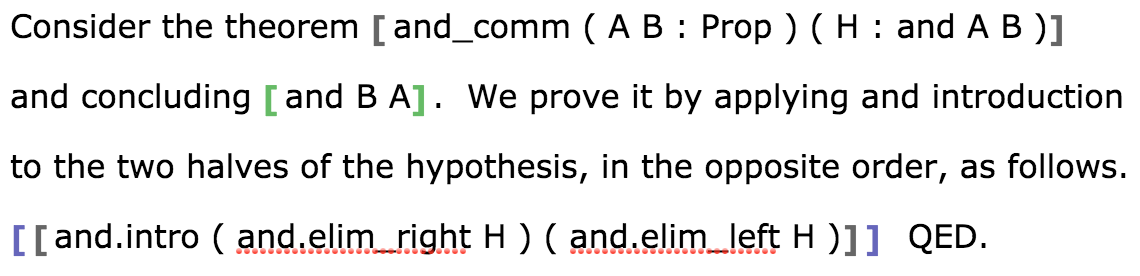 Consider the theorem [ and_comm ( A B : Prop ) ( H : and A B )]
and concluding [ and B A]. We prove it by applying and introduction
to the two halves of the hypothesis, in the opposite order, as follows.
[ [ and.intro ( and.elim_right H ) ( and.elim_left H )] ] QED.